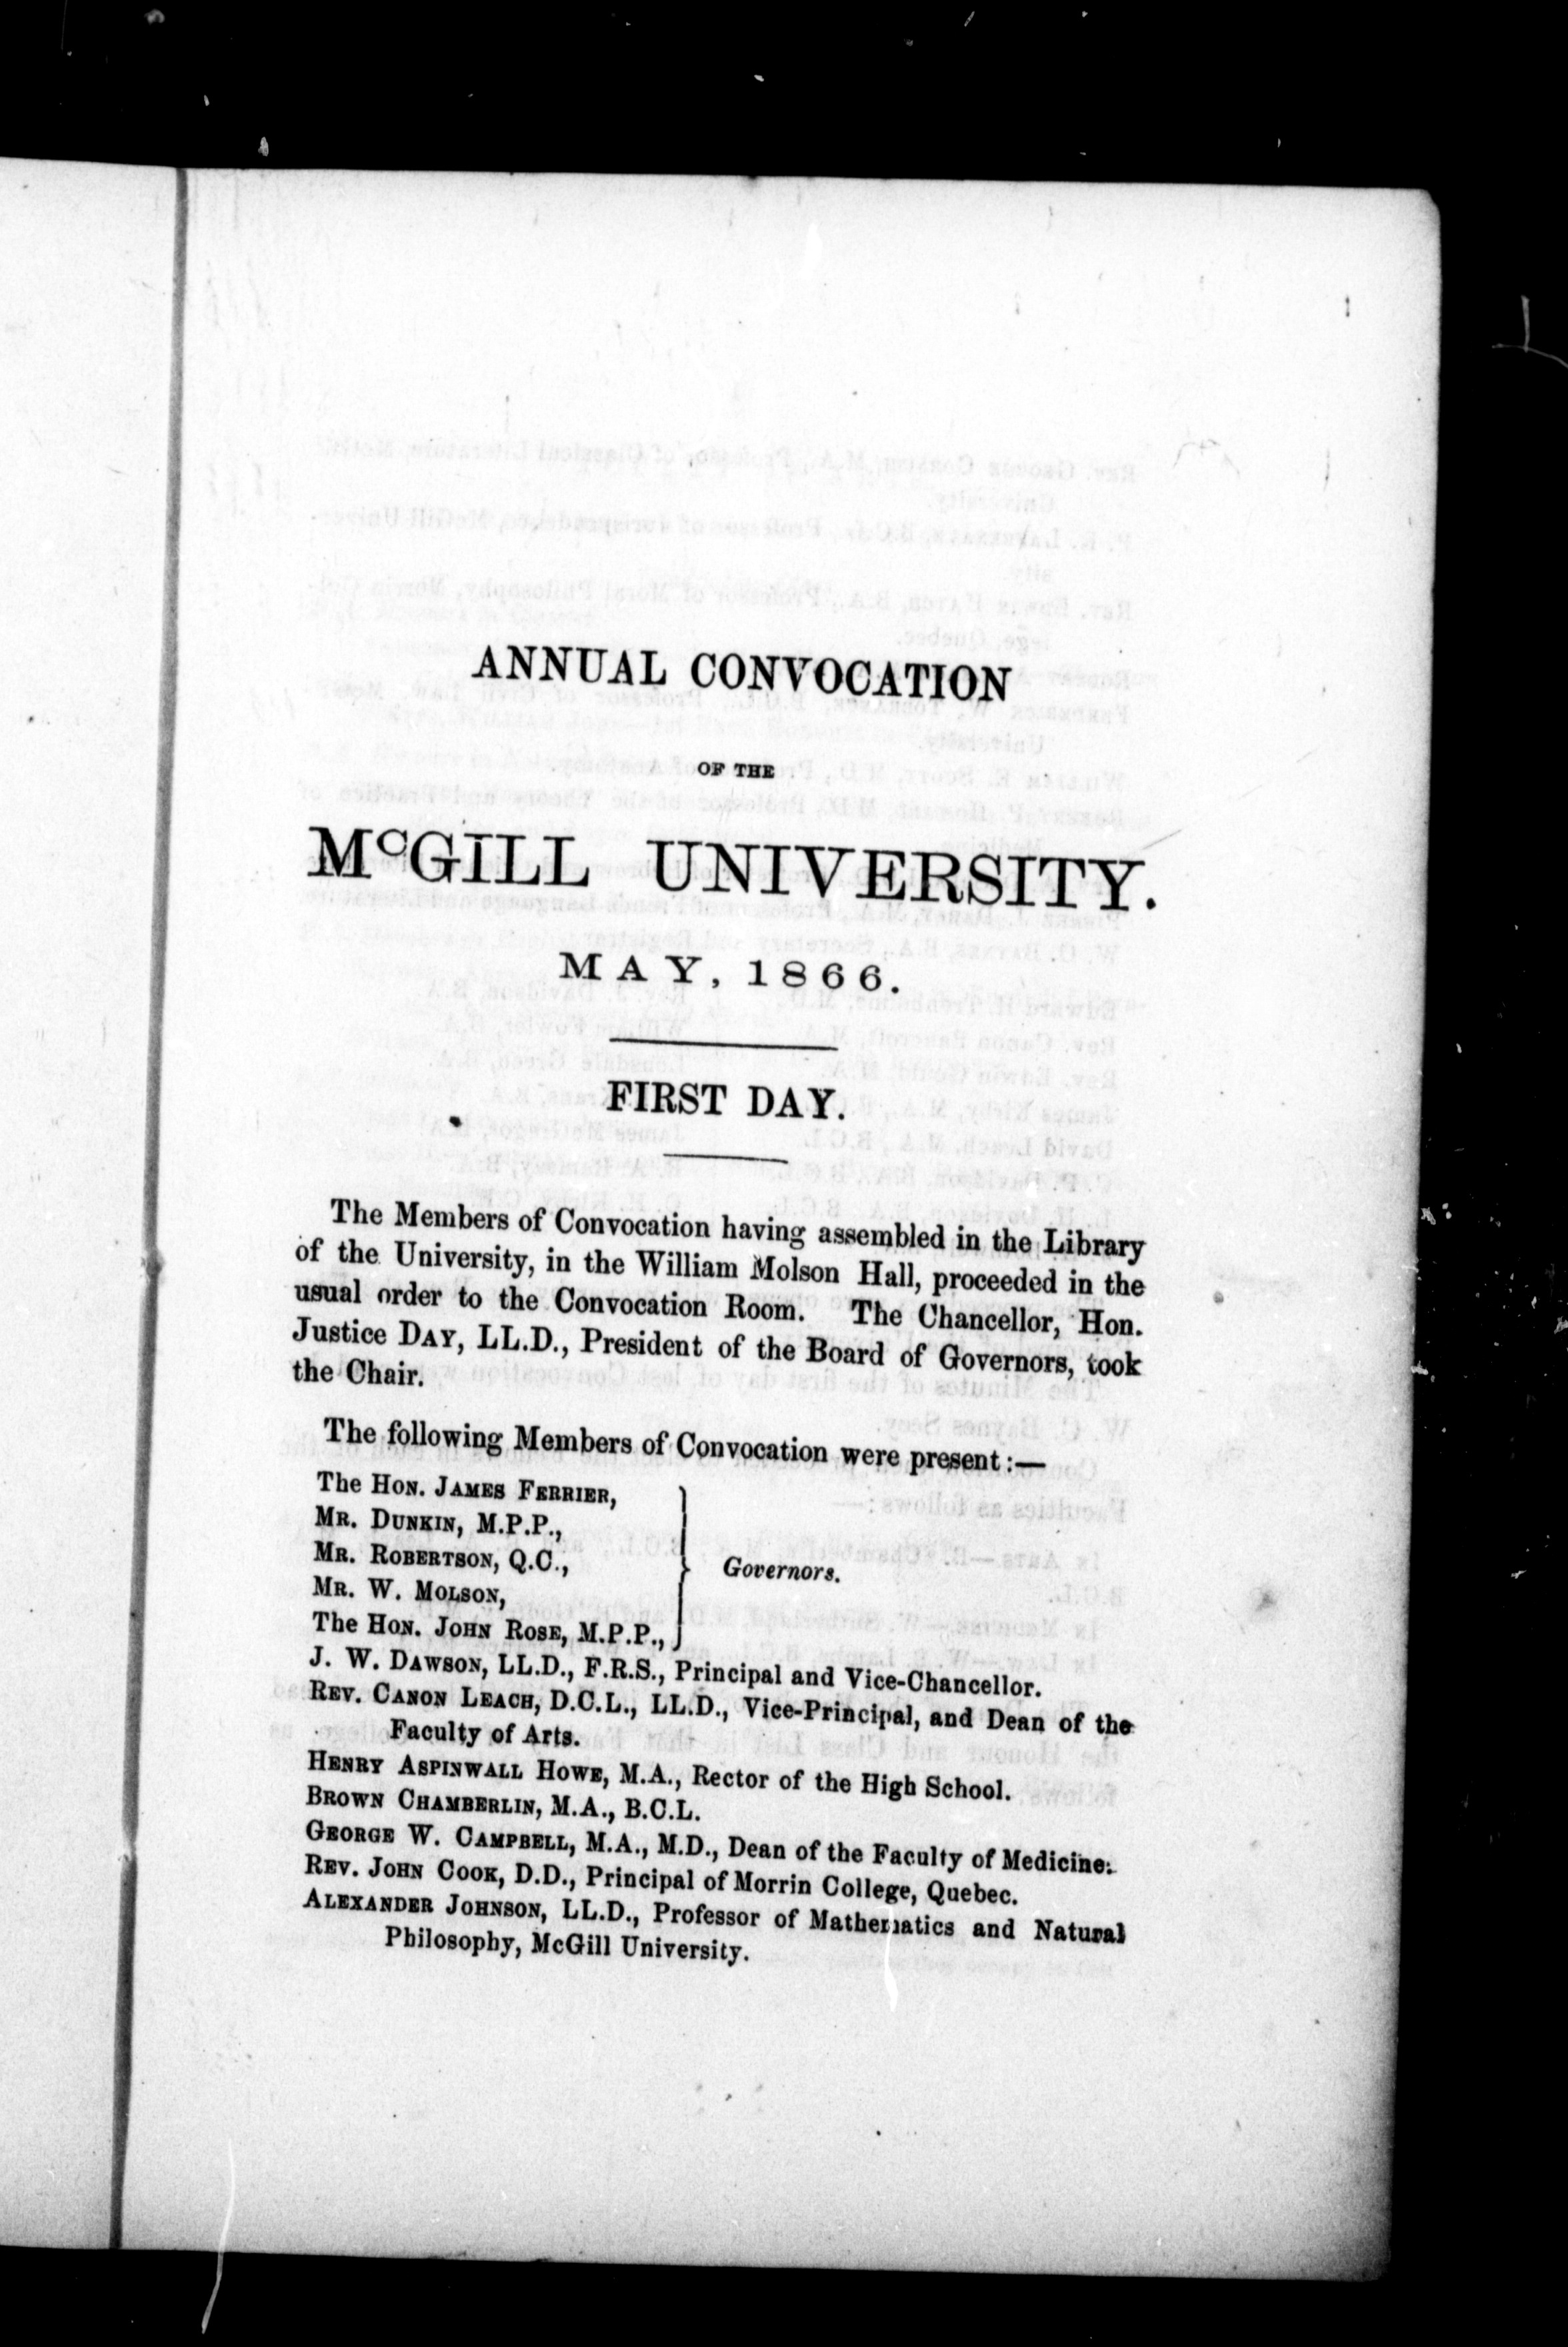 ANNUAL CONVOCATION
OF THE
McGILL UNIVERSITY.
MAY, 1866.
FIRST DAY.
The Members of Convocation having assembled in the Library
of the University, in the William Molson Hall, proceeded in the
usual order to the Convocation Room. The Chancellor, Hon.
Justice DAY, LL.D., President of the Board of Governors, took
the Chair.
The following Members of Convocation were present:—
The HON. JAMES FERRIER,
MR. DUNKIN, M.P.P.,
MR. ROBERTSON, Q.C.,
MR. W. MOLSON,
The HON. JOHN ROSE, M.P.P.,
Governors.
J. W. DAWSON, LL.D., F.R.S., Principal and Vice-Chancellor.
REV. CANON LEACH, D.C.L., LL.D., Vice-Principal, and Dean of the
Faculty of Arts.
HENRY ASPINWALL HOWE, M.A., Rector of the High School.
BROWN CHAMBERLIN, M.A., B.C.L.
GEORGE W. CAMPBELL, M.A., M.D., Dean of the Faculty of Medicine.
REV. JOHN COOK, D.D., Principal of Morrin College, Quebec.
ALEXANDER JOHNSON, LL.D., Professor of Mathematics and Natural
Philosophy, McGill University.